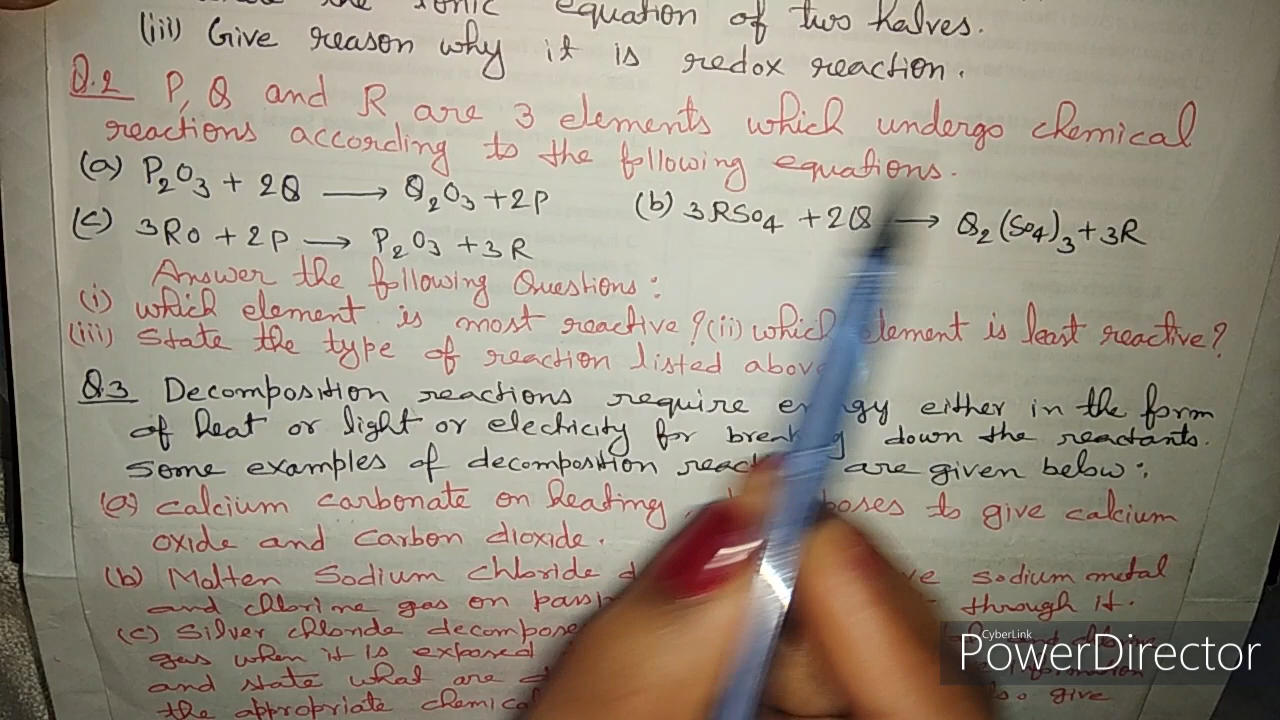 equation of two halves.
(iii) Give reason why it is redox reaction.
Q.2 P, Q and R are 3 elements which undergo chemical
reactions according to the following equations.
(a) P₂O₃ + 2Q ⟶ Q₂O₃ + 2P (b) 3RSo₄ + 2Q ⟶ Q₂(So₄)₃ + 3R
(c) 3Ro + 2P ⟶ P₂O₃ + 3R
Answer the following Questions:
(i) which element is most reactive? (ii) which element is least reactive?
(iii) State the type of reaction listed above
Q.3 Decomposition reactions require energy either in the form
of heat or light or electricity for breaking down the reactants.
Some examples of decomposition are given below:
(a) Calcium carbonate on heating to give calcium
oxide and carbon dioxide.
(b) Molten Sodium chloride sodium metal
and chlorine gas on through it.
(c) Silver chloride
gas when it is exposed
and state what are
the appropriate give
CyberLink
PowerDirector